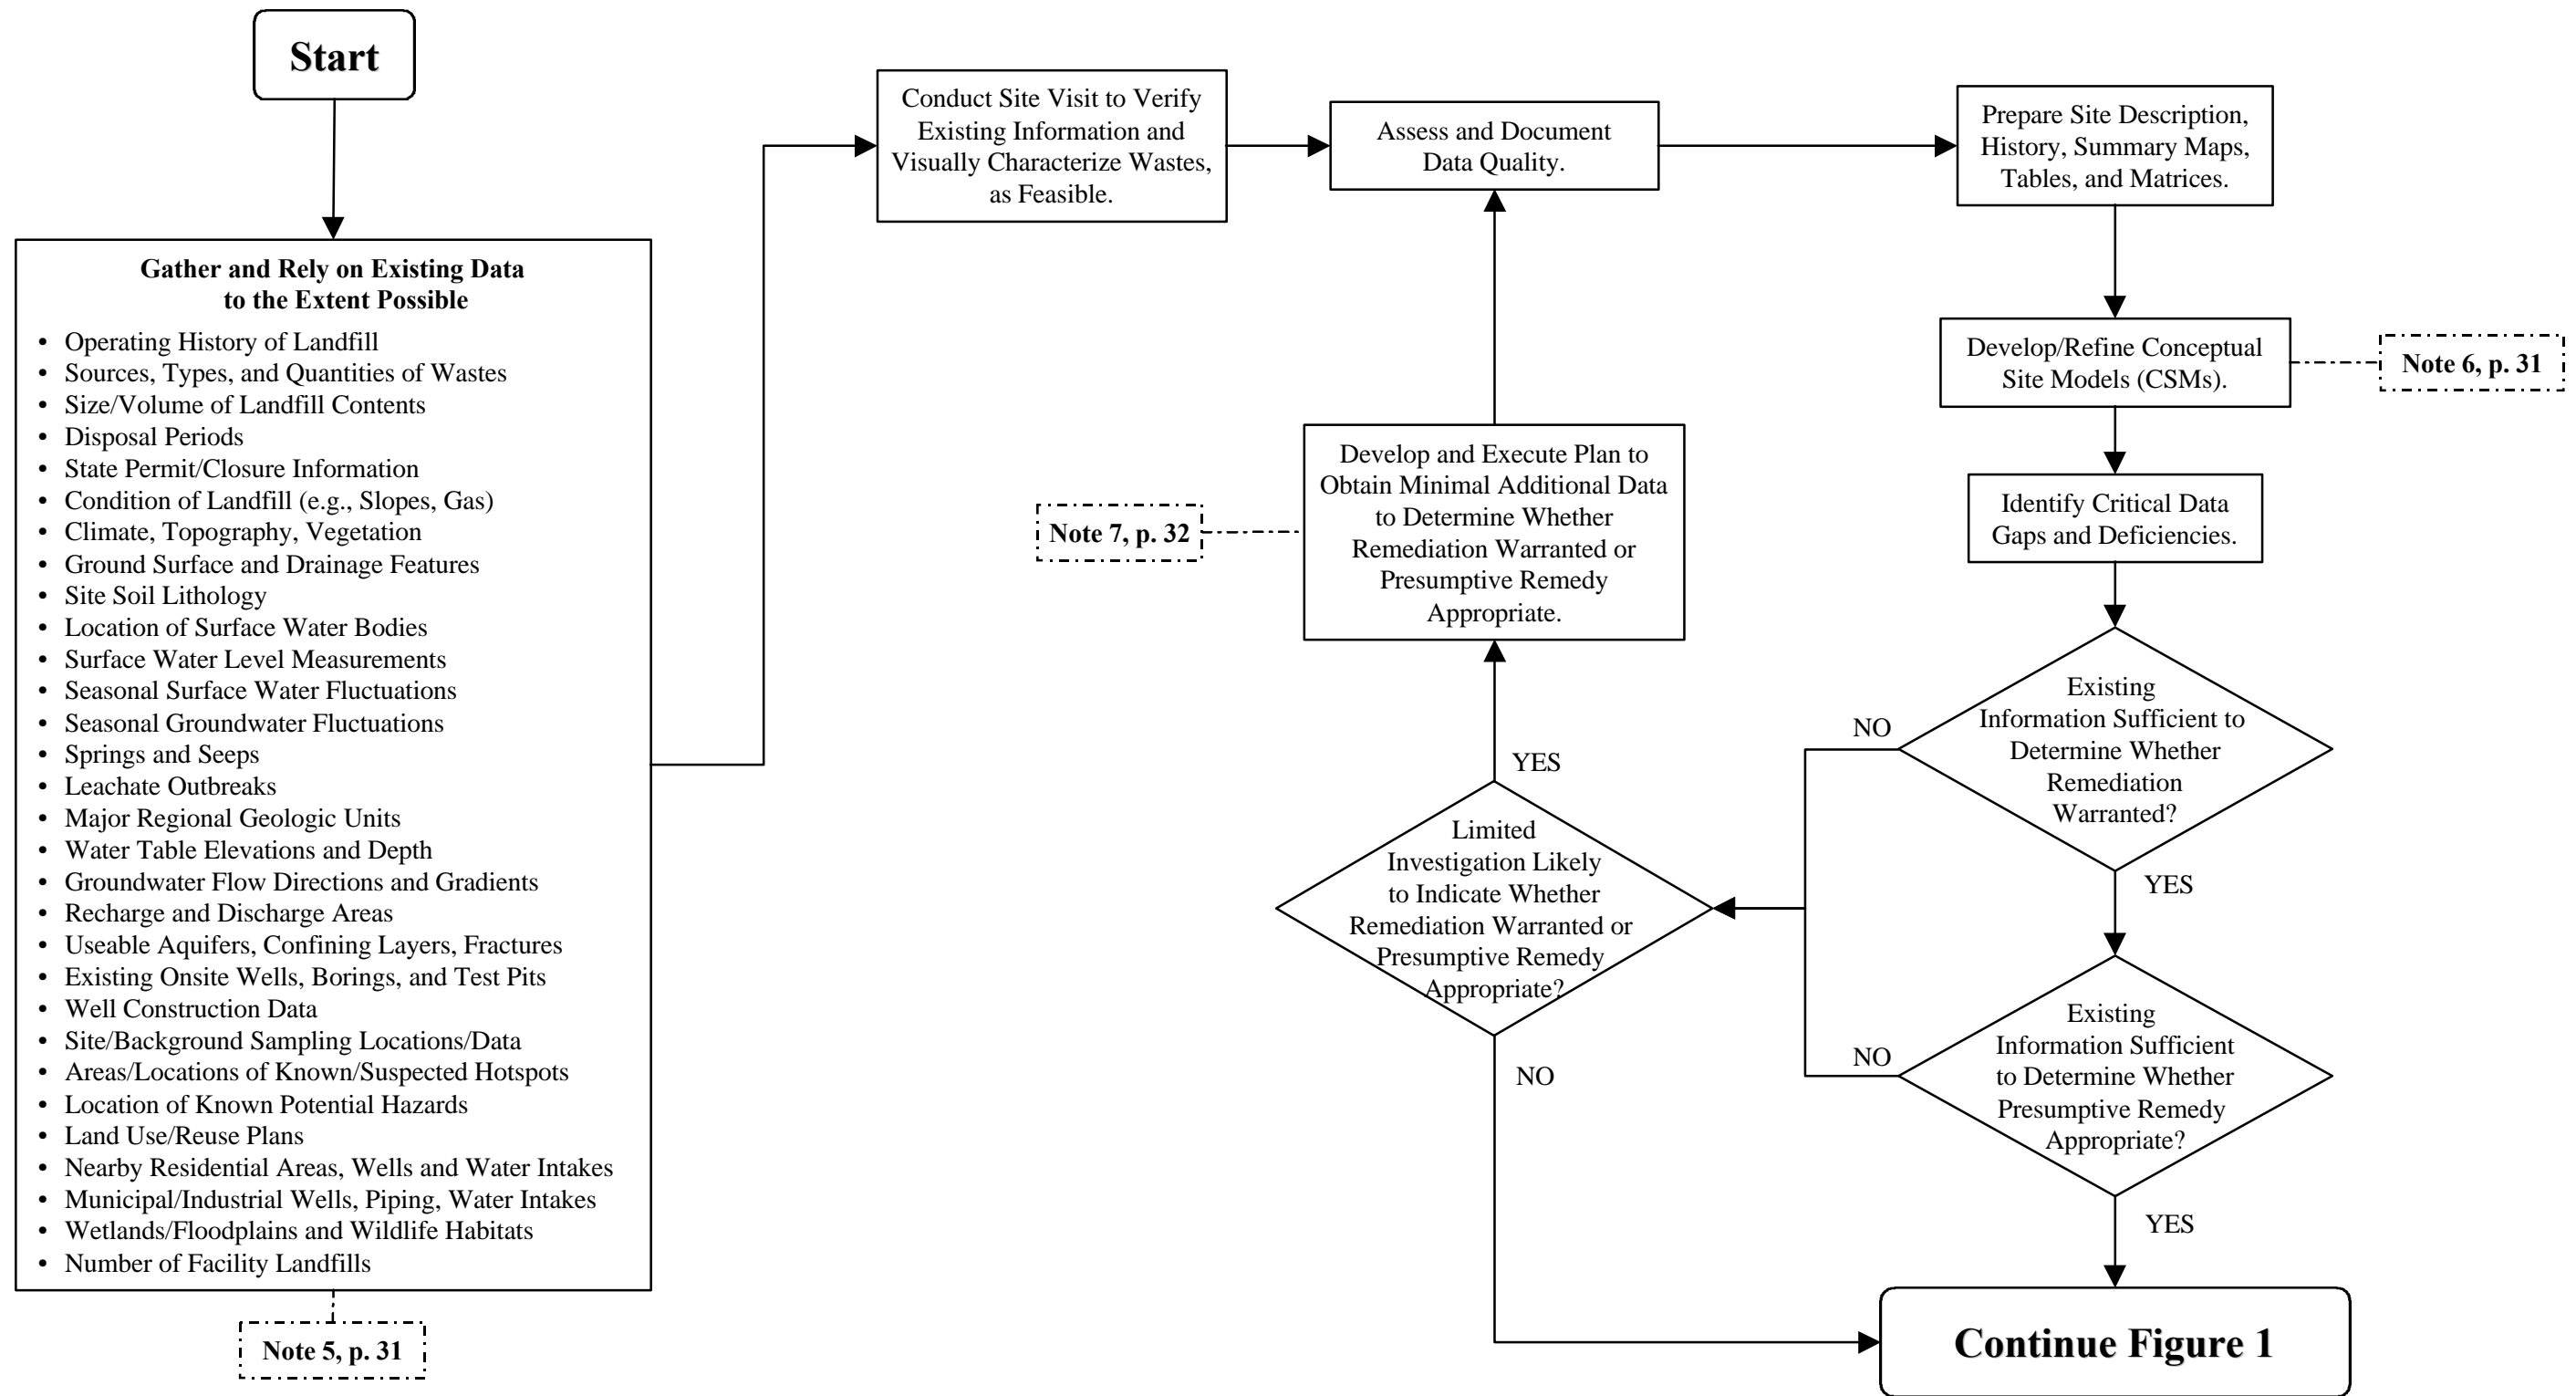 Start
Gather and Rely on Existing Data
to the Extent Possible
• Operating History of Landfill
• Sources, Types, and Quantities of Wastes
• Size/Volume of Landfill Contents
• Disposal Periods
• State Permit/Closure Information
• Condition of Landfill (e.g., Slopes, Gas)
• Climate, Topography, Vegetation
• Ground Surface and Drainage Features
• Site Soil Lithology
• Location of Surface Water Bodies
• Surface Water Level Measurements
• Seasonal Surface Water Fluctuations
• Seasonal Groundwater Fluctuations
• Springs and Seeps
• Leachate Outbreaks
• Major Regional Geologic Units
• Water Table Elevations and Depth
• Groundwater Flow Directions and Gradients
• Recharge and Discharge Areas
• Useable Aquifers, Confining Layers, Fractures
• Existing Onsite Wells, Borings, and Test Pits
• Well Construction Data
• Site/Background Sampling Locations/Data
• Areas/Locations of Known/Suspected Hotspots
• Location of Known Potential Hazards
• Land Use/Reuse Plans
• Nearby Residential Areas, Wells and Water Intakes
• Municipal/Industrial Wells, Piping, Water Intakes
• Wetlands/Floodplains and Wildlife Habitats
• Number of Facility Landfills
Note 5, p. 31
Conduct Site Visit to Verify
Existing Information and
Visually Characterize Wastes,
as Feasible.
Assess and Document
Data Quality.
Prepare Site Description,
History, Summary Maps,
Tables, and Matrices.
Develop/Refine Conceptual
Site Models (CSMs).
Note 6, p. 31
Identify Critical Data
Gaps and Deficiencies.
Existing
Information Sufficient to
Determine Whether
Remediation
Warranted?
NO
YES
Existing
Information Sufficient
to Determine Whether
Presumptive Remedy
Appropriate?
NO
YES
Limited
Investigation Likely
to Indicate Whether
Remediation Warranted or
Presumptive Remedy
Appropriate?
YES
NO
Develop and Execute Plan to
Obtain Minimal Additional Data
to Determine Whether
Remediation Warranted or
Presumptive Remedy
Appropriate.
Note 7, p. 32
Continue Figure 1